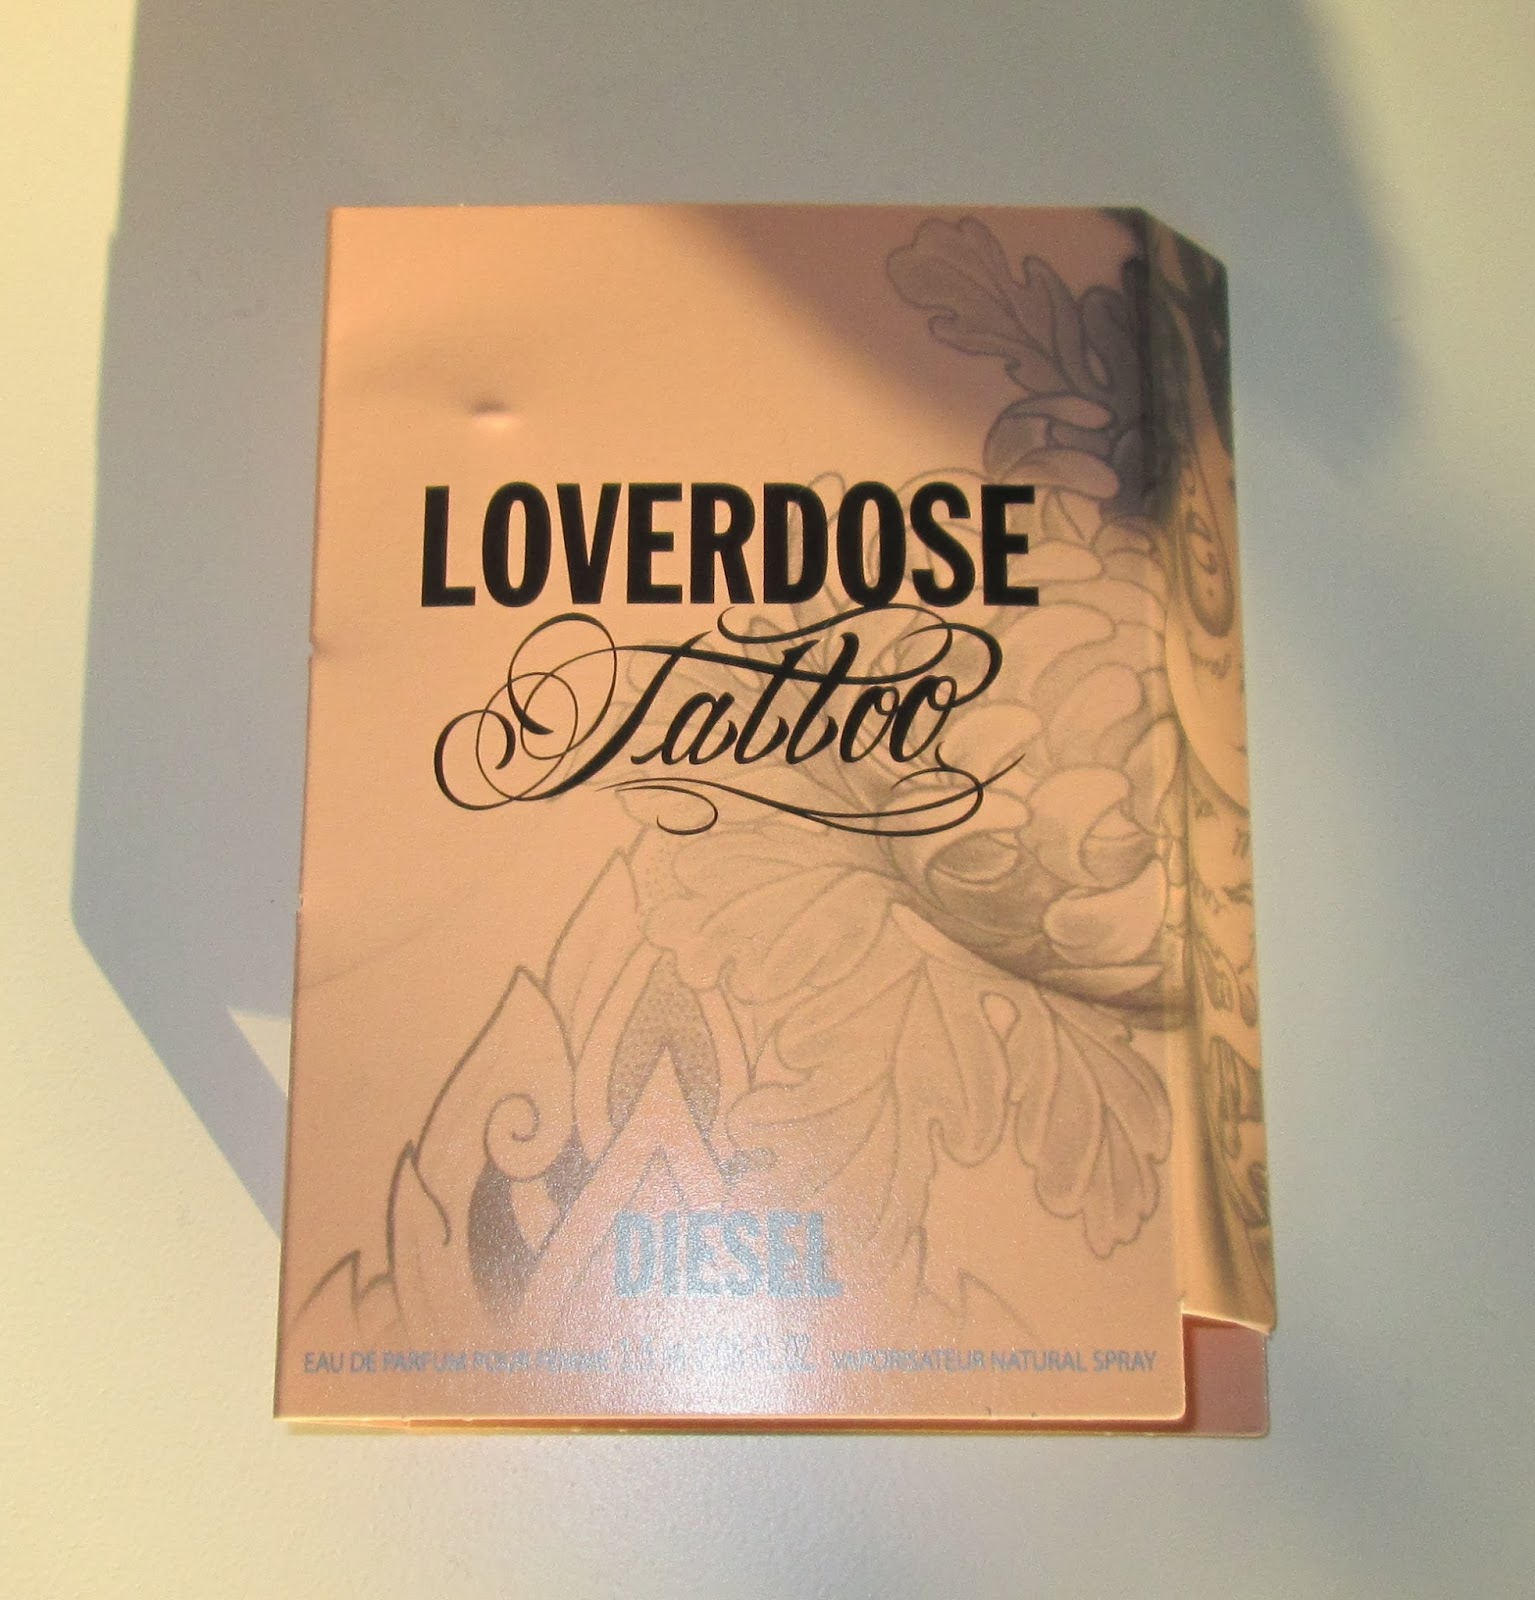 LOVERDOSE
Tattoo
DIESEL
EAU DE PARFUM POUR FEMME VAPORISATEUR NATURAL SPRAY